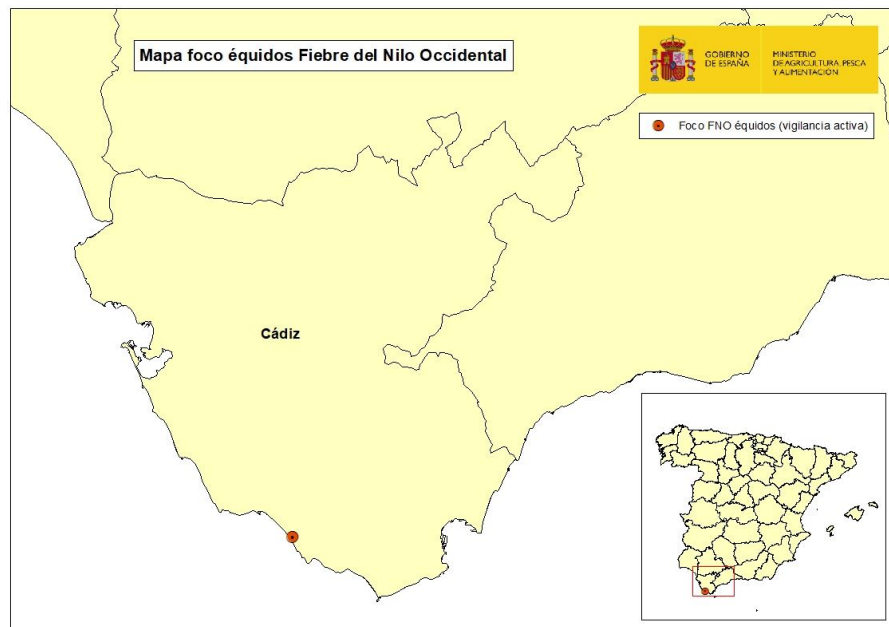 Mapa foco équidos Fiebre del Nilo Occidental
GOBIERNO
DE ESPAÑA
MINISTERIO
DE AGRICULTURA, PESCA
Y ALIMENTACIÓN
Foco FNO équidos (vigilancia activa)
Cádiz